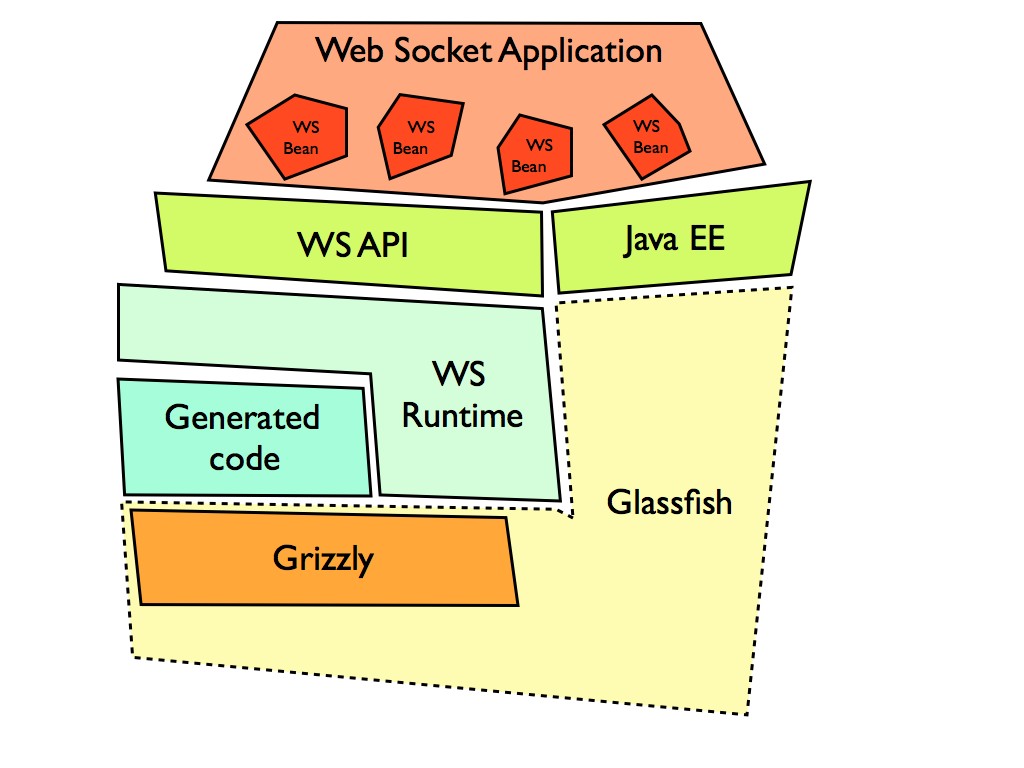 Web Socket Application
WS
Bean
WS
Bean
WS
Bean
WS
Bean
WS API
Java EE
WS
Runtime
Generated
code
Glassfish
Grizzly